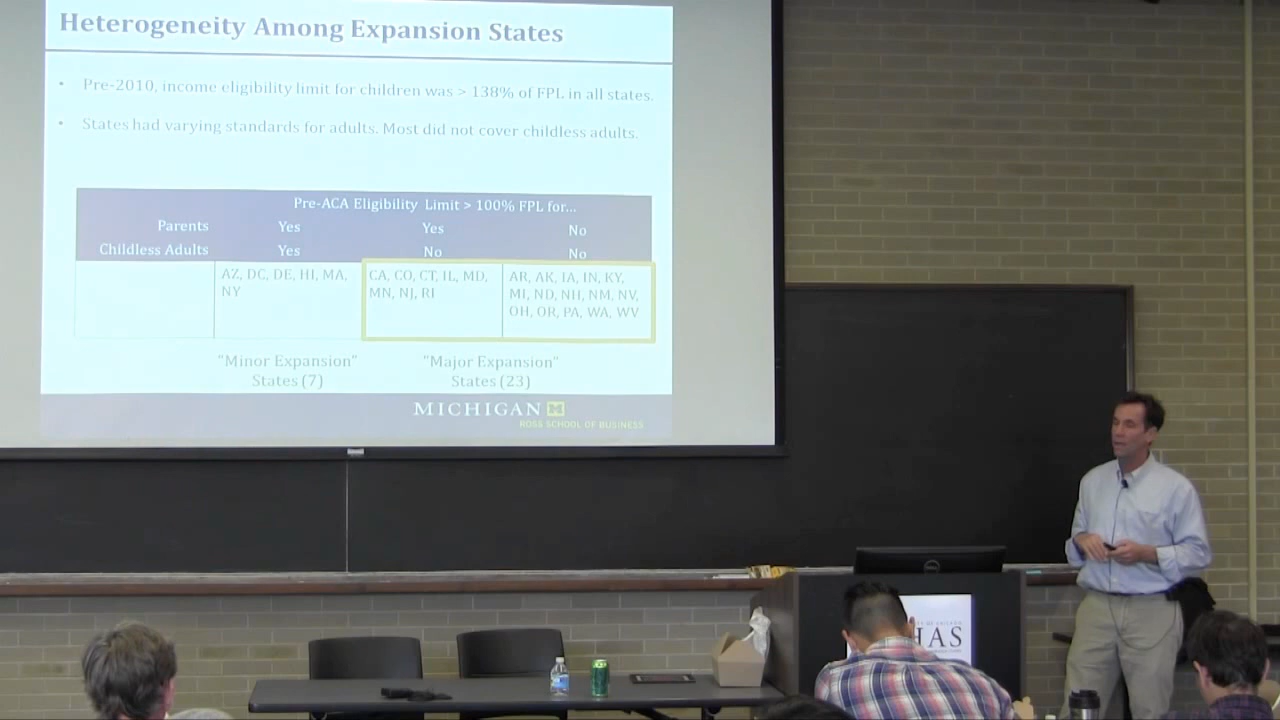 Heterogeneity Among Expansion States
• Pre-2010, income eligibility limit for children was > 138% of FPL in all states.
• States had varying standards for adults. Most did not cover childless adults.
Pre-ACA Eligibility Limit > 100% FPL for...
Parents Yes Yes No
Childless Adults Yes No No
AZ, DC, DE, HI, MA, NY
CA, CO, CT, IL, MD, MN, NJ, RI
AR, AK, IA, IN, KY, MI, ND, NH, NM, NV, OH, OR, PA, WA, WV
"Minor Expansion" States (7)
"Major Expansion" States (23)
MICHIGAN M
ROSS SCHOOL OF BUSINESS
DELL
HAS